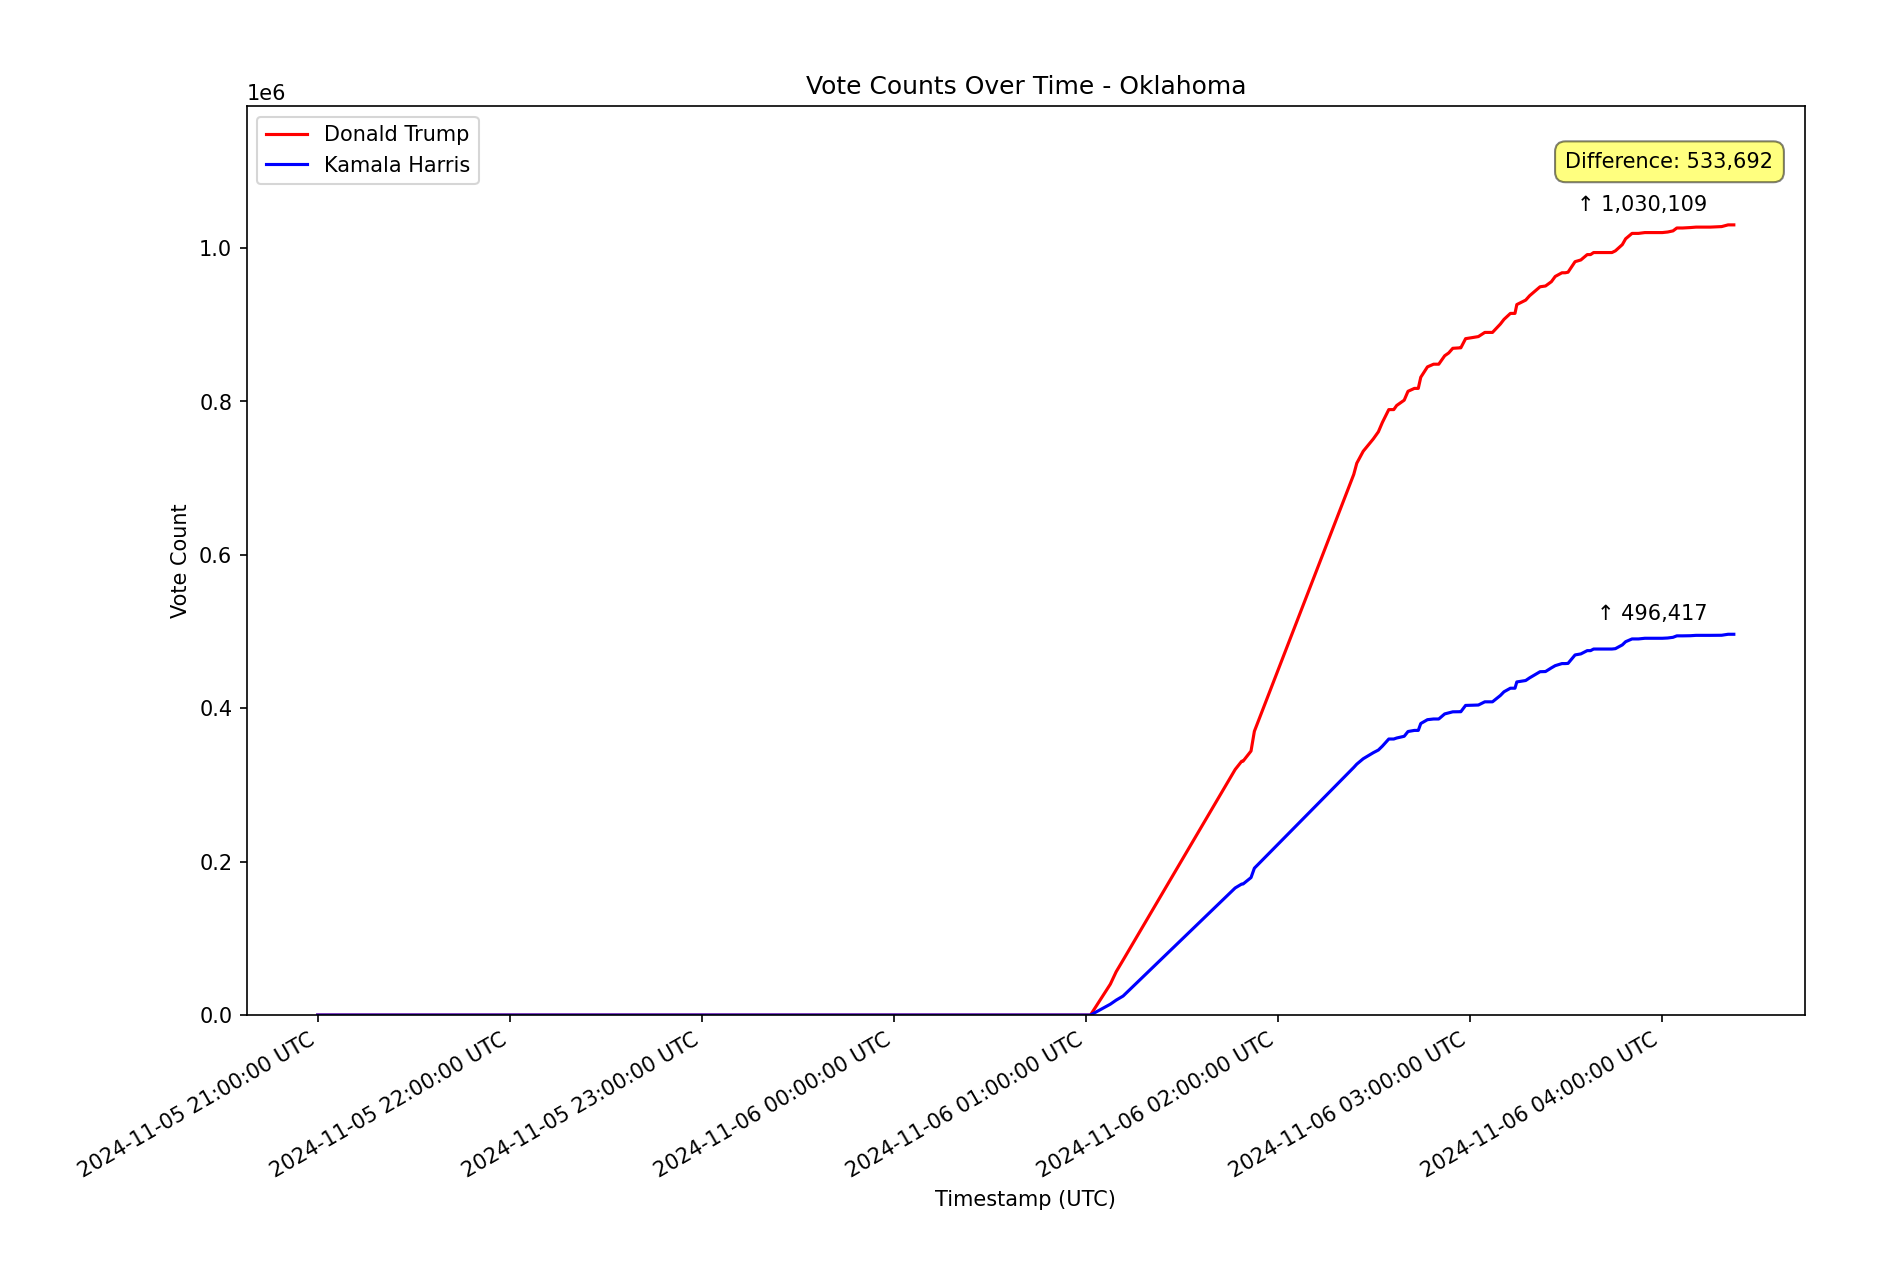 Vote Counts Over Time - Oklahoma
1e6
Donald Trump
Kamala Harris
Difference: 533,692
↑ 1,030,109
↑ 496,417
Vote Count
1.0
0.8
0.6
0.4
0.2
0.0
2024-11-05 21:00:00 UTC
2024-11-05 22:00:00 UTC
2024-11-05 23:00:00 UTC
2024-11-06 00:00:00 UTC
2024-11-06 01:00:00 UTC
2024-11-06 02:00:00 UTC
2024-11-06 03:00:00 UTC
2024-11-06 04:00:00 UTC
Timestamp (UTC)